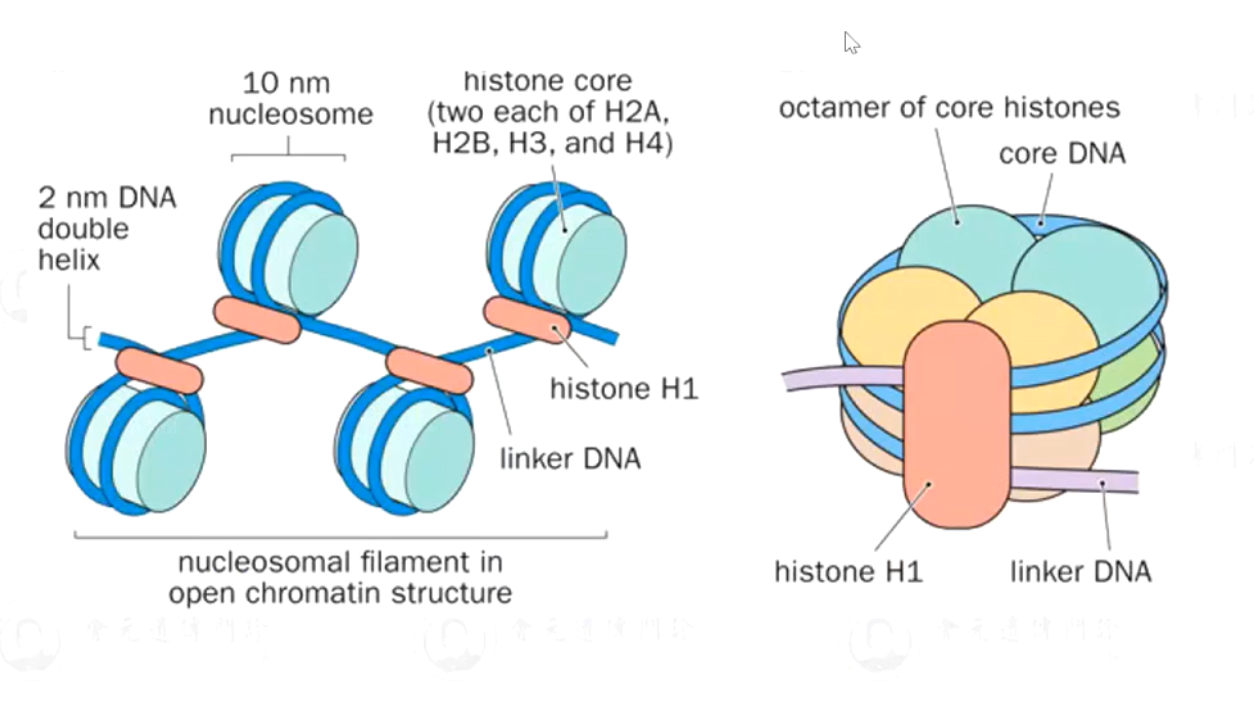 10 nm
nucleosome
histone core
(two each of H2A,
H2B, H3, and H4)
2 nm DNA
double
helix
histone H1
linker DNA
nucleosomal filament in
open chromatin structure
octamer of core histones
core DNA
histone H1
linker DNA